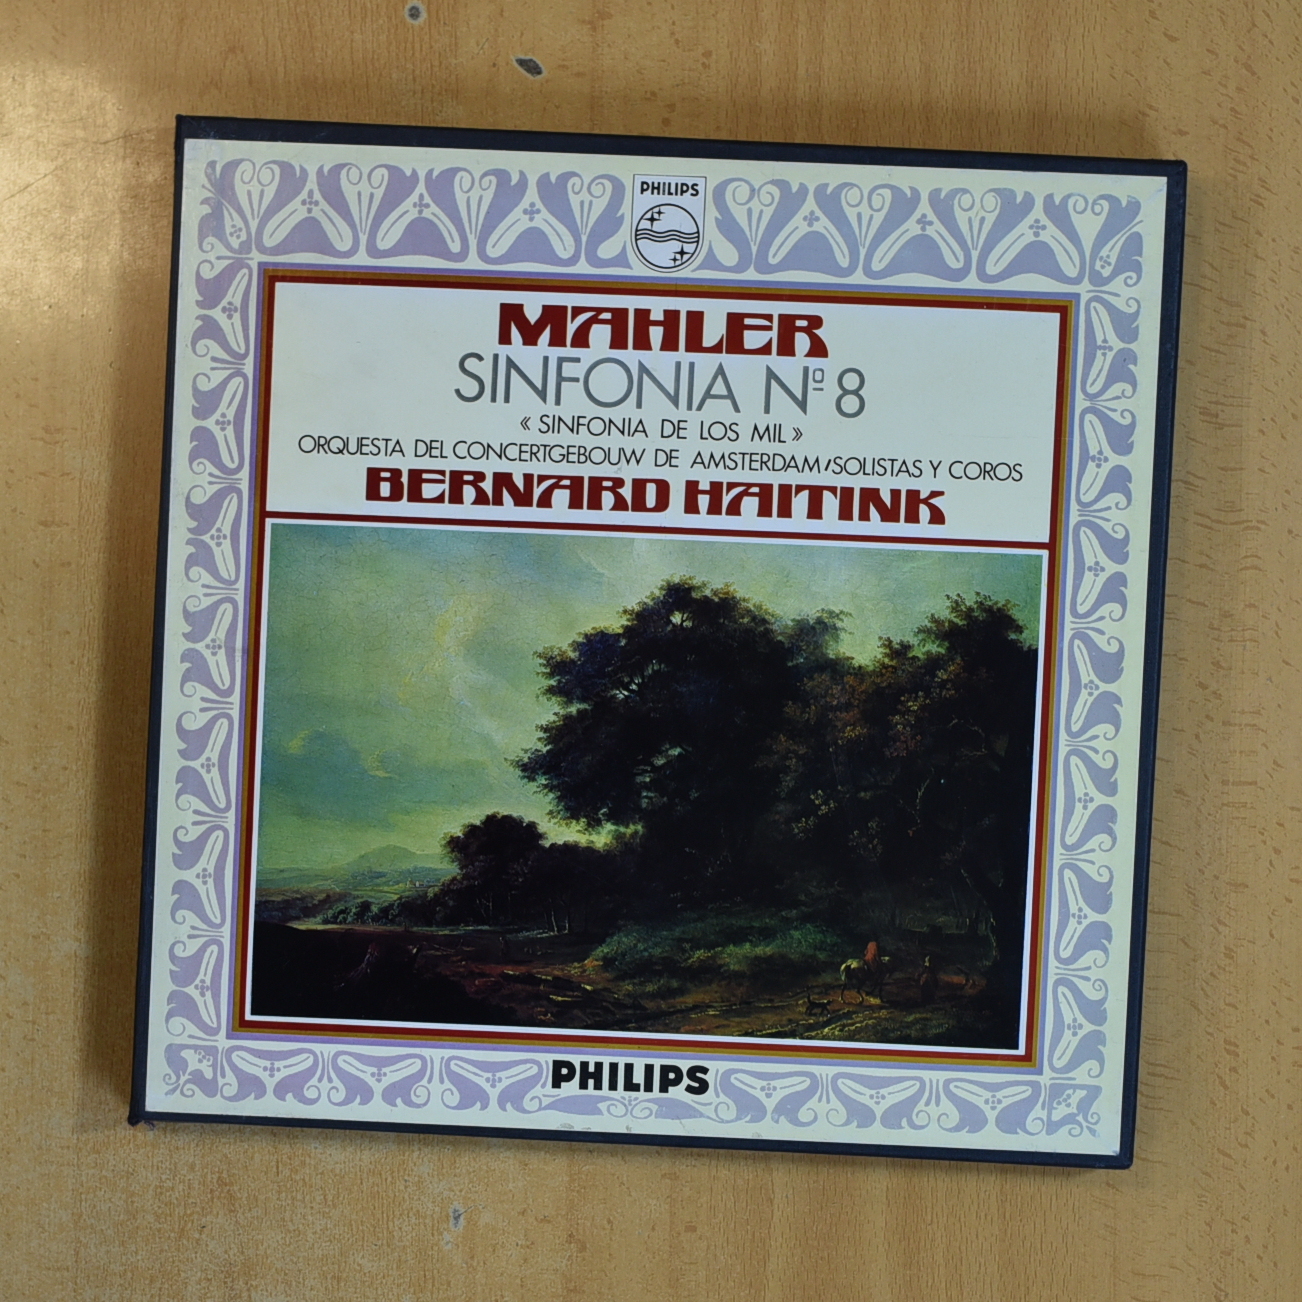 PHILIPS
MAHLER
SINFONIA Nº 8
« SINFONIA DE LOS MIL »
ORQUESTA DEL CONCERTGEBOUW DE AMSTERDAM/SOLISTAS Y COROS
BERNARD HAITINK
PHILIPS